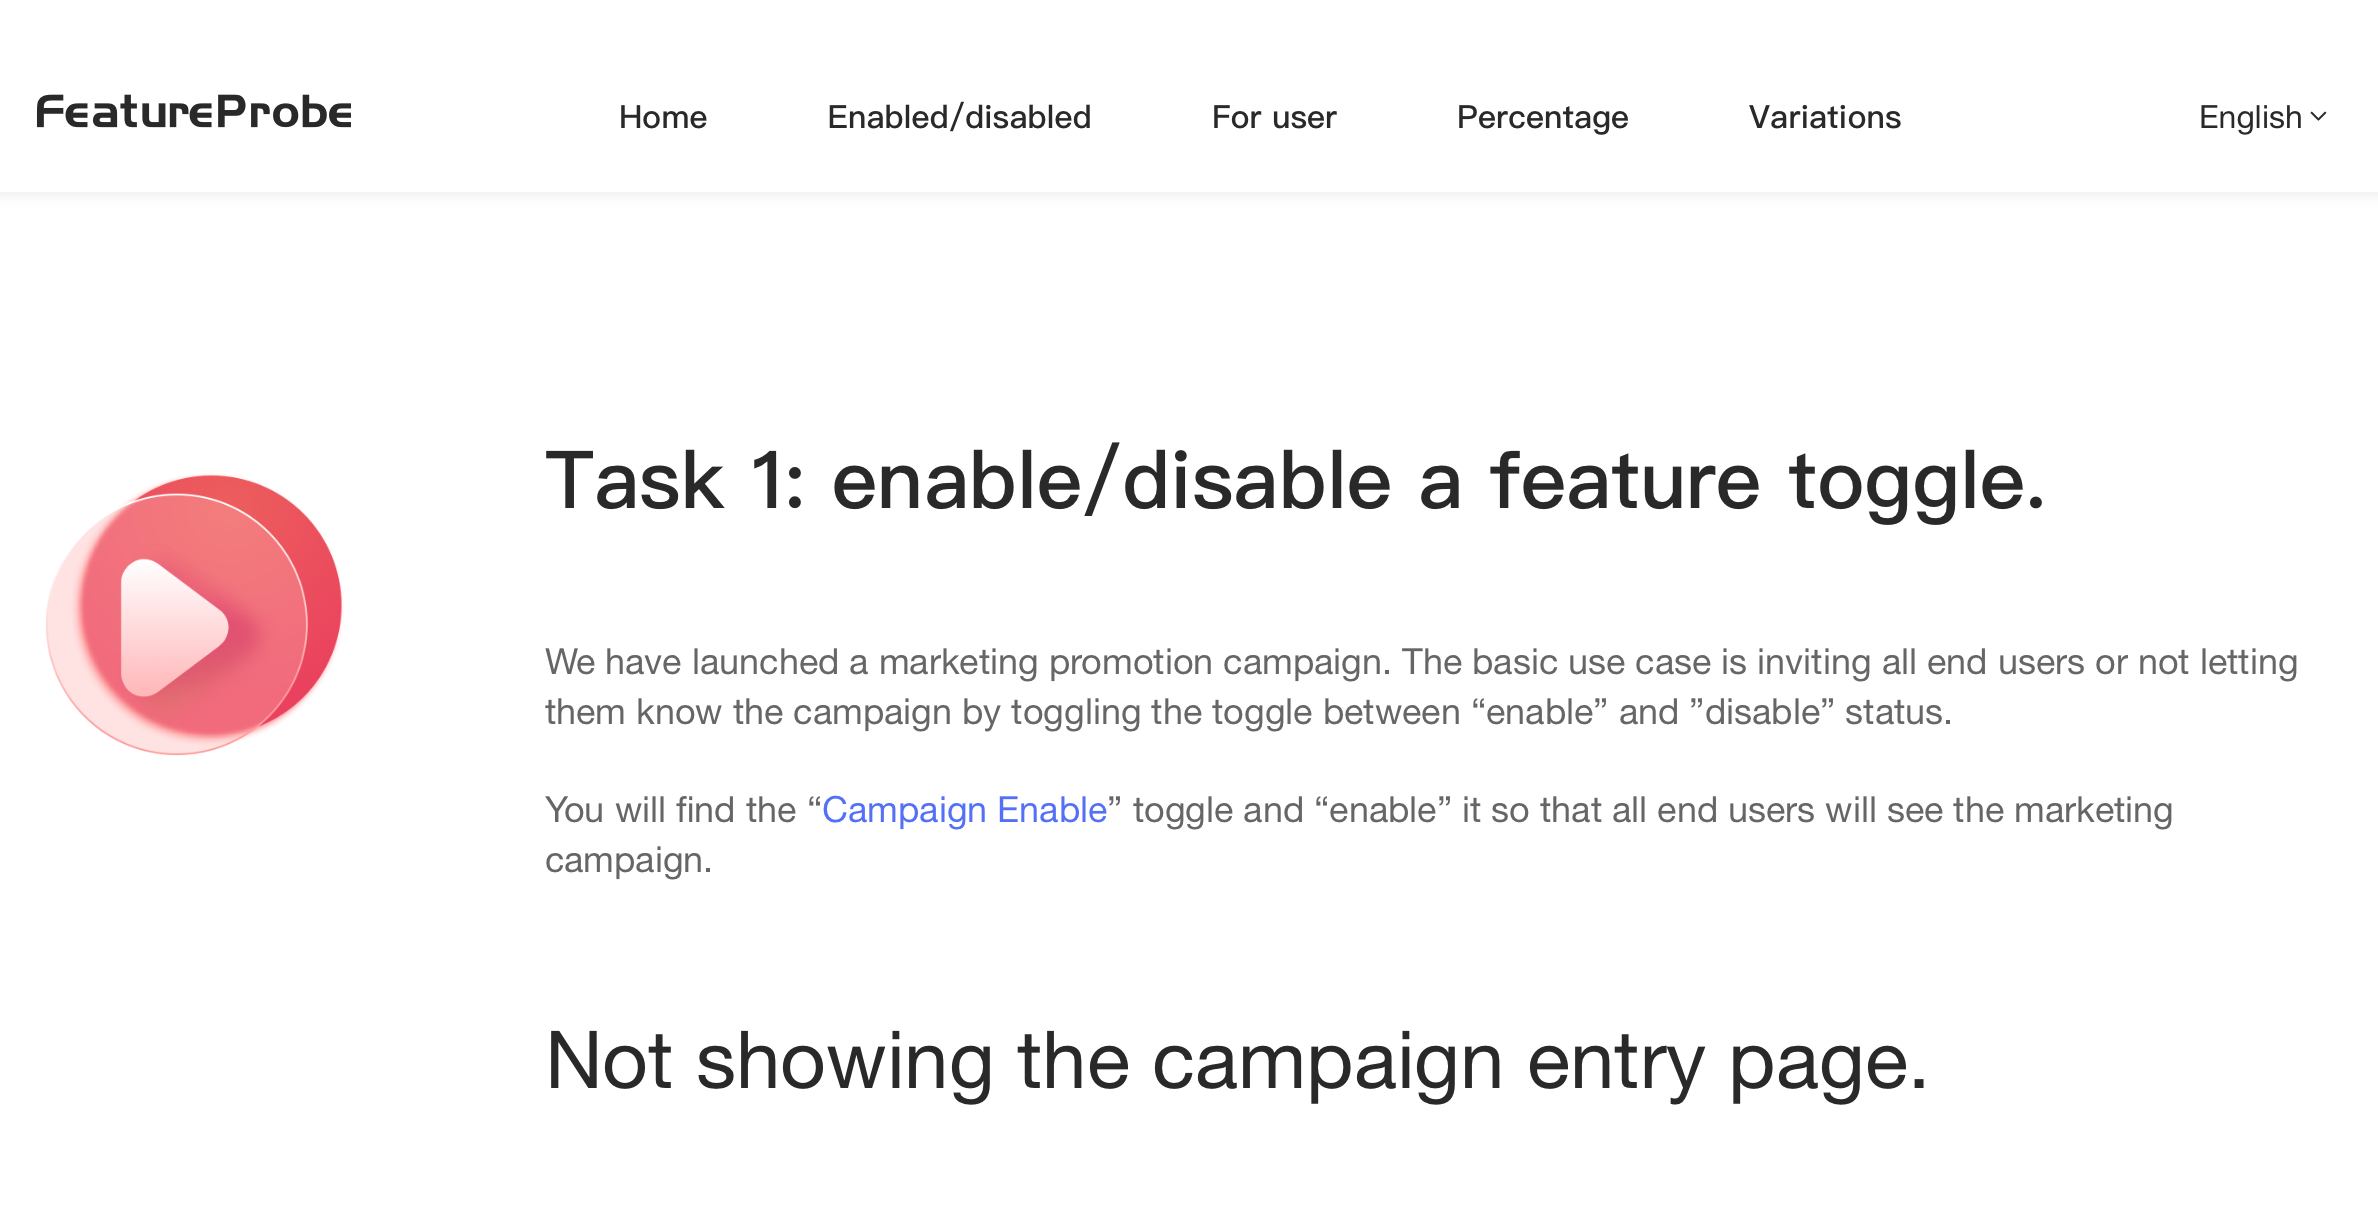 FeatureProbe
Home
Enabled/disabled
For user
Percentage
Variations
English
Task 1: enable/disable a feature toggle.
We have launched a marketing promotion campaign. The basic use case is inviting all end users or not letting
them know the campaign by toggling the toggle between “enable” and ”disable” status.
You will find the “Campaign Enable” toggle and “enable” it so that all end users will see the marketing
campaign.
Not showing the campaign entry page.